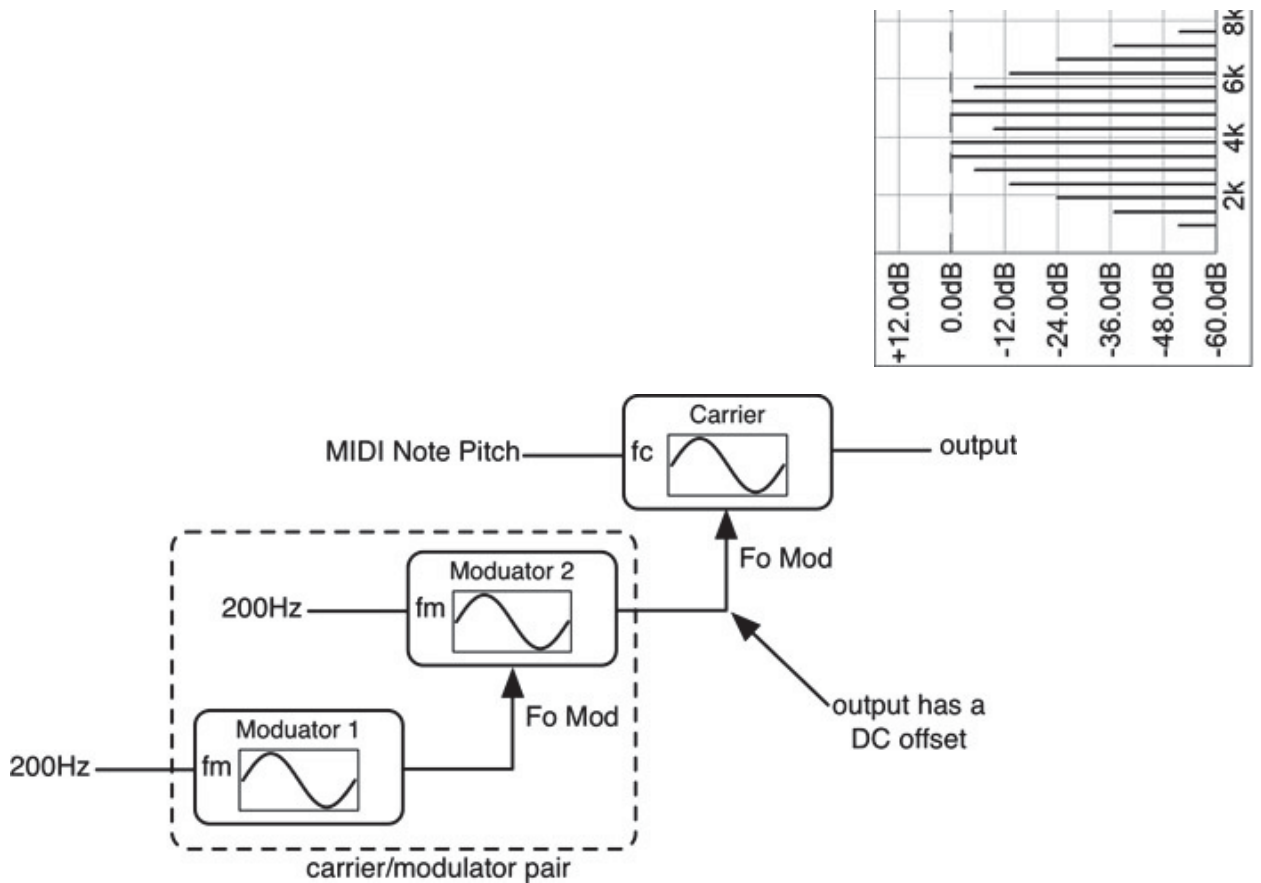 8k
6k
4k
2k
+12.0dB
0.0dB
-12.0dB
-24.0dB
-36.0dB
-48.0dB
-60.0dB
Carrier
MIDI Note Pitch
fc
output
Fo Mod
Moduator 2
200Hz
fm
Fo Mod
output has a
DC offset
Moduator 1
200Hz
fm
carrier/modulator pair